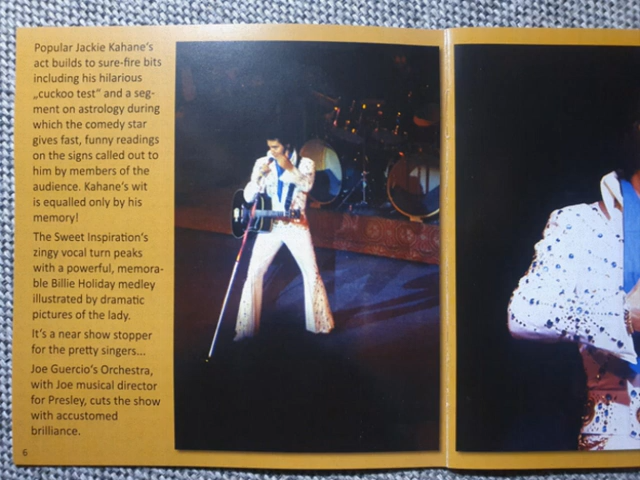 Popular Jackie Kahane's
act builds to sure-fire bits
including his hilarious
„cuckoo test" and a seg-
ment on astrology during
which the comedy star
gives fast, funny readings
on the signs called out to
him by members of the
audience. Kahane's wit
is equalled only by his
memory!
The Sweet Inspiration's
zingy vocal turn peaks
with a powerful, memora-
ble Billie Holiday medley
illustrated by dramatic
pictures of the lady.
It's a near show stopper
for the pretty singers...
Joe Guercio's Orchestra,
with Joe musical director
for Presley, cuts the show
with accustomed
brilliance.
6